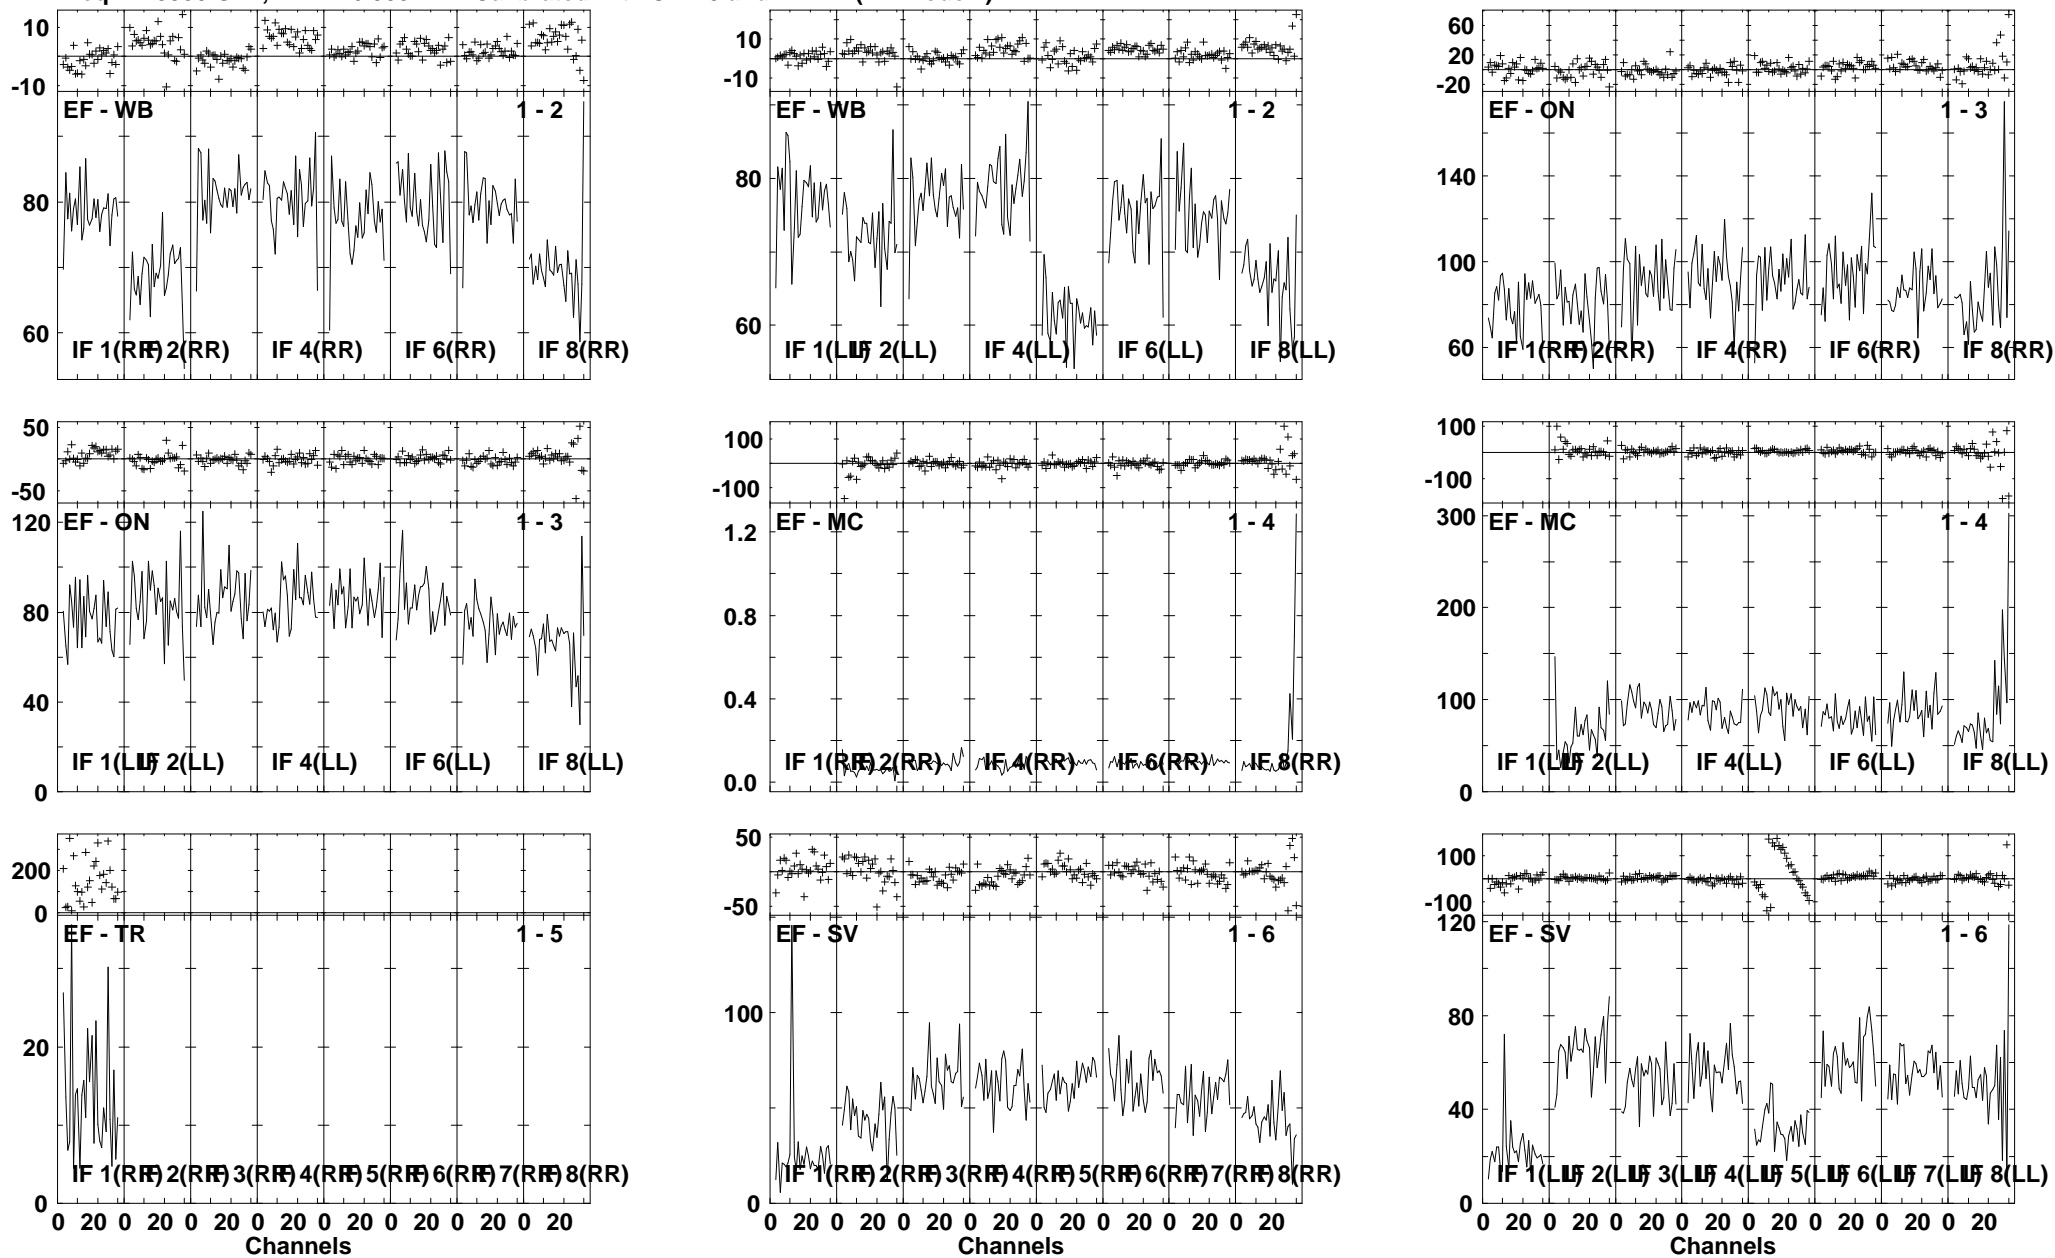 10
-10
EF - WB
1 - 2
80
60
IF 1(RR)
IF 2(RR)
IF 4(RR)
IF 6(RR)
IF 8(RR)
10
-10
EF - WB
1 - 2
80
60
IF 1(LL)
IF 2(LL)
IF 4(LL)
IF 6(LL)
IF 8(LL)
60
20
-20
EF - ON
1 - 3
140
100
60
IF 1(RR)
IF 2(RR)
IF 4(RR)
IF 6(RR)
IF 8(RR)
50
-50
EF - ON
1 - 3
120
80
40
0
IF 1(LL)
IF 2(LL)
IF 4(LL)
IF 6(LL)
IF 8(LL)
100
-100
EF - MC
1 - 4
1.2
0.8
0.4
0.0
IF 1(RR)
IF 2(RR)
IF 4(RR)
IF 6(RR)
IF 8(RR)
100
-100
EF - MC
1 - 4
300
200
100
0
IF 1(LL)
IF 2(LL)
IF 4(LL)
IF 6(LL)
IF 8(LL)
200
0
EF - TR
1 - 5
20
0
IF 1(RR)
IF 2(RR)
IF 3(RR)
IF 4(RR)
IF 5(RR)
IF 6(RR)
IF 7(RR)
IF 8(RR)
0 20 0 20 0 20 0 20 0 20 0 20 0 20 0 20
Channels
50
-50
EF - SV
1 - 6
100
0
IF 1(RR)
IF 2(RR)
IF 3(RR)
IF 4(RR)
IF 5(RR)
IF 6(RR)
IF 7(RR)
IF 8(RR)
0 20 0 20 0 20 0 20 0 20 0 20 0 20 0 20
Channels
100
-100
EF - SV
1 - 6
120
80
40
0
IF 1(LL)
IF 2(LL)
IF 3(LL)
IF 4(LL)
IF 5(LL)
IF 6(LL)
IF 7(LL)
IF 8(LL)
0 20 0 20 0 20 0 20 0 20 0 20 0 20 0 20
Channels